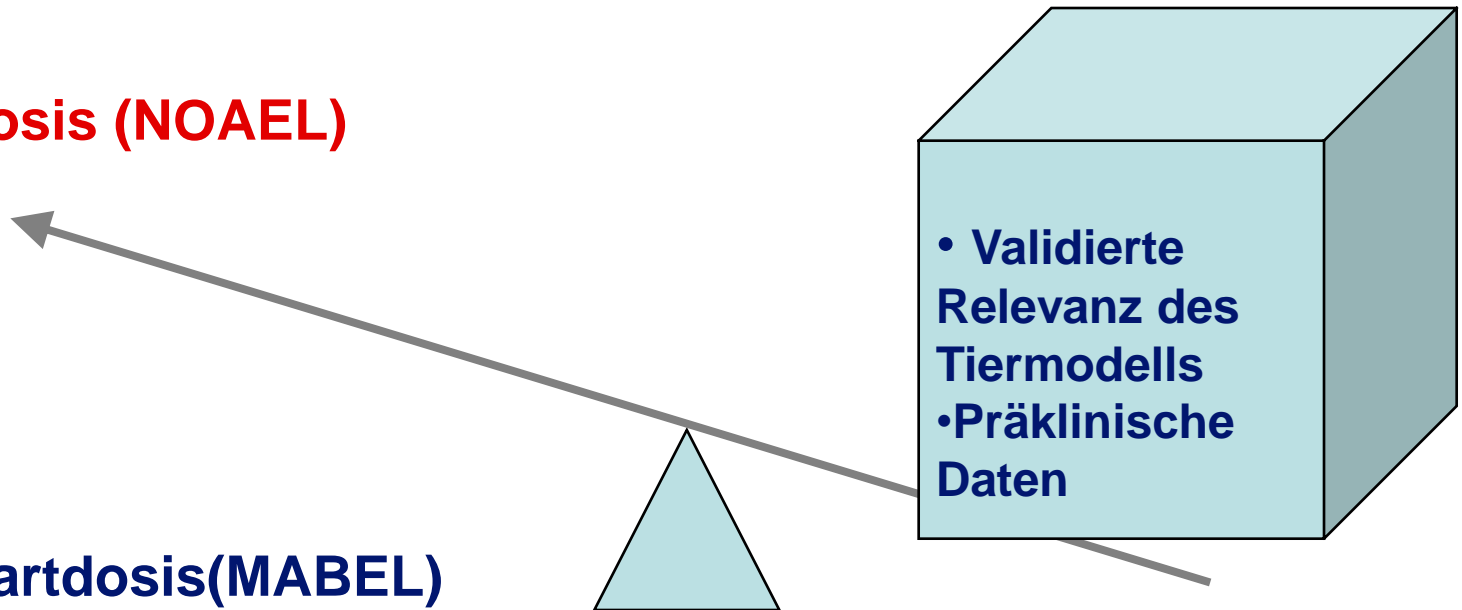 osis (NOAEL)
• Validierte
Relevanz des
Tiermodells
•Präklinische
Daten
artdosis(MABEL)